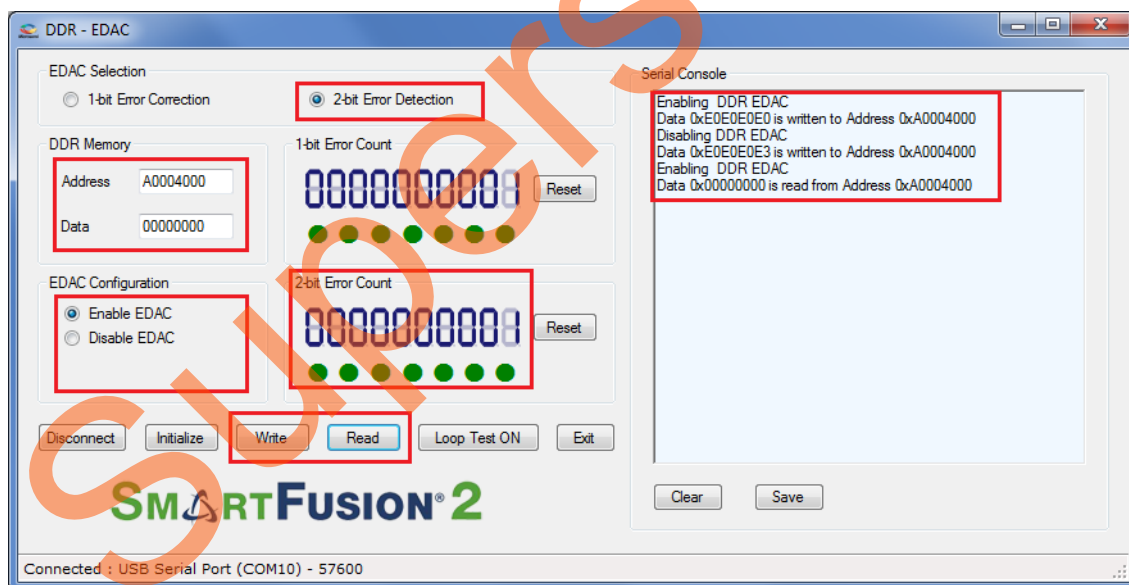 DDR - EDAC
EDAC Selection
1-bit Error Correction
2-bit Error Detection
DDR Memory
Address A0004000
Data 00000000
1-bit Error Count
0000000001
Reset
EDAC Configuration
Enable EDAC
Disable EDAC
2-bit Error Count
0000000001
Reset
Disconnect Initialize Write Read Loop Test ON Exit
SMARTFUSION® 2
Serial Console
Enabling DDR EDAC
Data 0xE0E0E0E0 is written to Address 0xA0004000
Disabling DDR EDAC
Data 0xE0E0E0E3 is written to Address 0xA0004000
Enabling DDR EDAC
Data 0x00000000 is read from Address 0xA0004000
Clear Save
Connected : USB Serial Port (COM10) - 57600
Supers